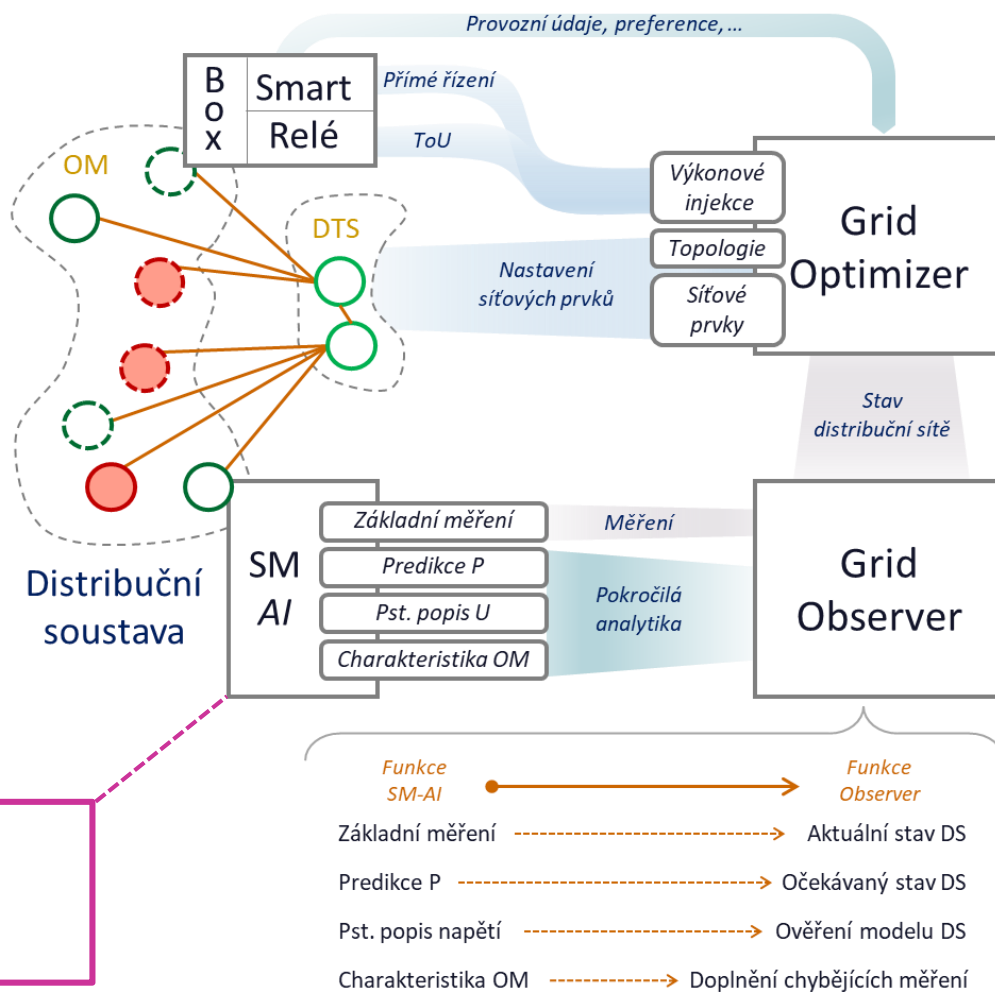 Provozní údaje, preference, ...
Box
Smart
Relé
Přímé řízení
ToU
OM
DTS
Výkonové
injekce
Topologie
Síťové
prvky
Grid
Optimizer
Nastavení
síťových prvků
Stav
distribuční sítě
Distribuční
soustava
SM
AI
Základní měření
Predikce P
Pst. popis U
Charakteristika OM
Měření
Pokročilá
analytika
Grid
Observer
Funkce
SM-AI
Funkce
Observer
Základní měření
Aktuální stav DS
Predikce P
Očekávaný stav DS
Pst. popis napětí
Ověření modelu DS
Charakteristika OM
Doplnění chybějících měření